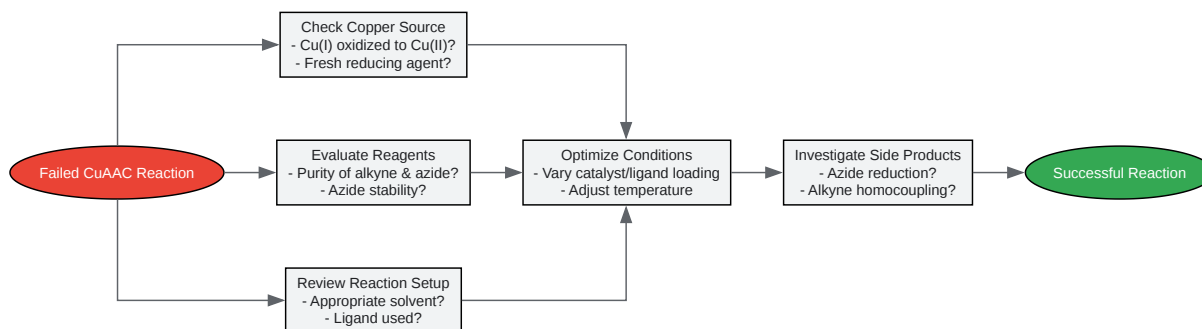 Check Copper Source
- Cu(I) oxidized to Cu(II)?
- Fresh reducing agent?
Failed CuAAC Reaction
Evaluate Reagents
- Purity of alkyne & azide?
- Azide stability?
Optimize Conditions
- Vary catalyst/ligand loading
- Adjust temperature
Investigate Side Products
- Azide reduction?
- Alkyne homocoupling?
Successful Reaction
Review Reaction Setup
- Appropriate solvent?
- Ligand used?